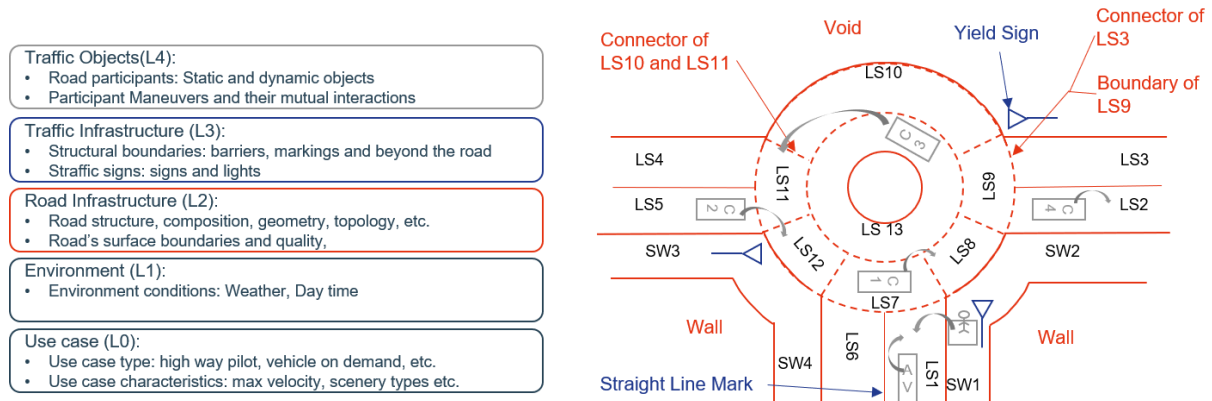 Traffic Objects(L4):
• Road participants: Static and dynamic objects
• Participant Maneuvers and their mutual interactions
Traffic Infrastructure (L3):
• Structural boundaries: barriers, markings and beyond the road
• Straffic signs: signs and lights
Road Infrastructure (L2):
• Road structure, composition, geometry, topology, etc.
• Road's surface boundaries and quality,
Environment (L1):
• Environment conditions: Weather, Day time
Use case (L0):
• Use case type: high way pilot, vehicle on demand, etc.
• Use case characteristics: max velocity, scenery types etc.
Void
Connector of
LS10 and LS11
Yield Sign
Connector of
LS3
Boundary of
LS9
LS10
C 3
LS4
LS11
LS9
LS3
LS5
C 2
C 4
LS2
LS 13
SW3
LS12
LS8
SW2
C 1
LS7
Wall
Wall
LS6
SW4
AV
LS1
SW1
Straight Line Mark